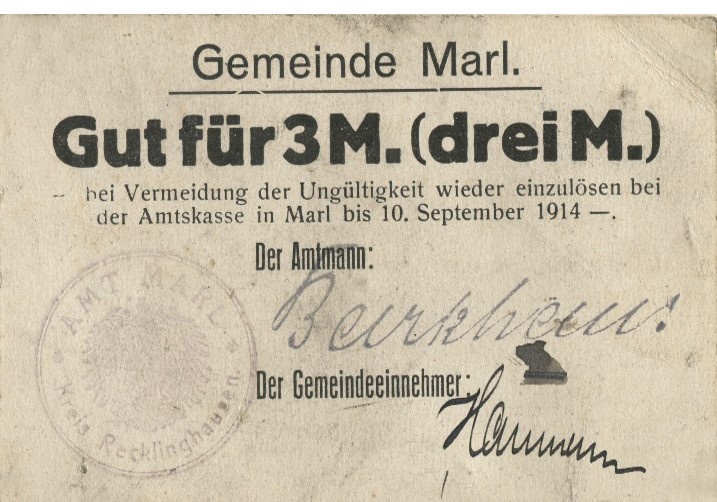 Gemeinde Marl.
Gut für 3 M. (drei M.)
— bei Vermeidung der Ungültigkeit wieder einzulösen bei
der Amtskasse in Marl bis 10. September 1914 —.
Der Amtmann:
Barkhaus.
Der Gemeindeeinnehmer:
* AMT MARL *
Kreis Recklinghausen.